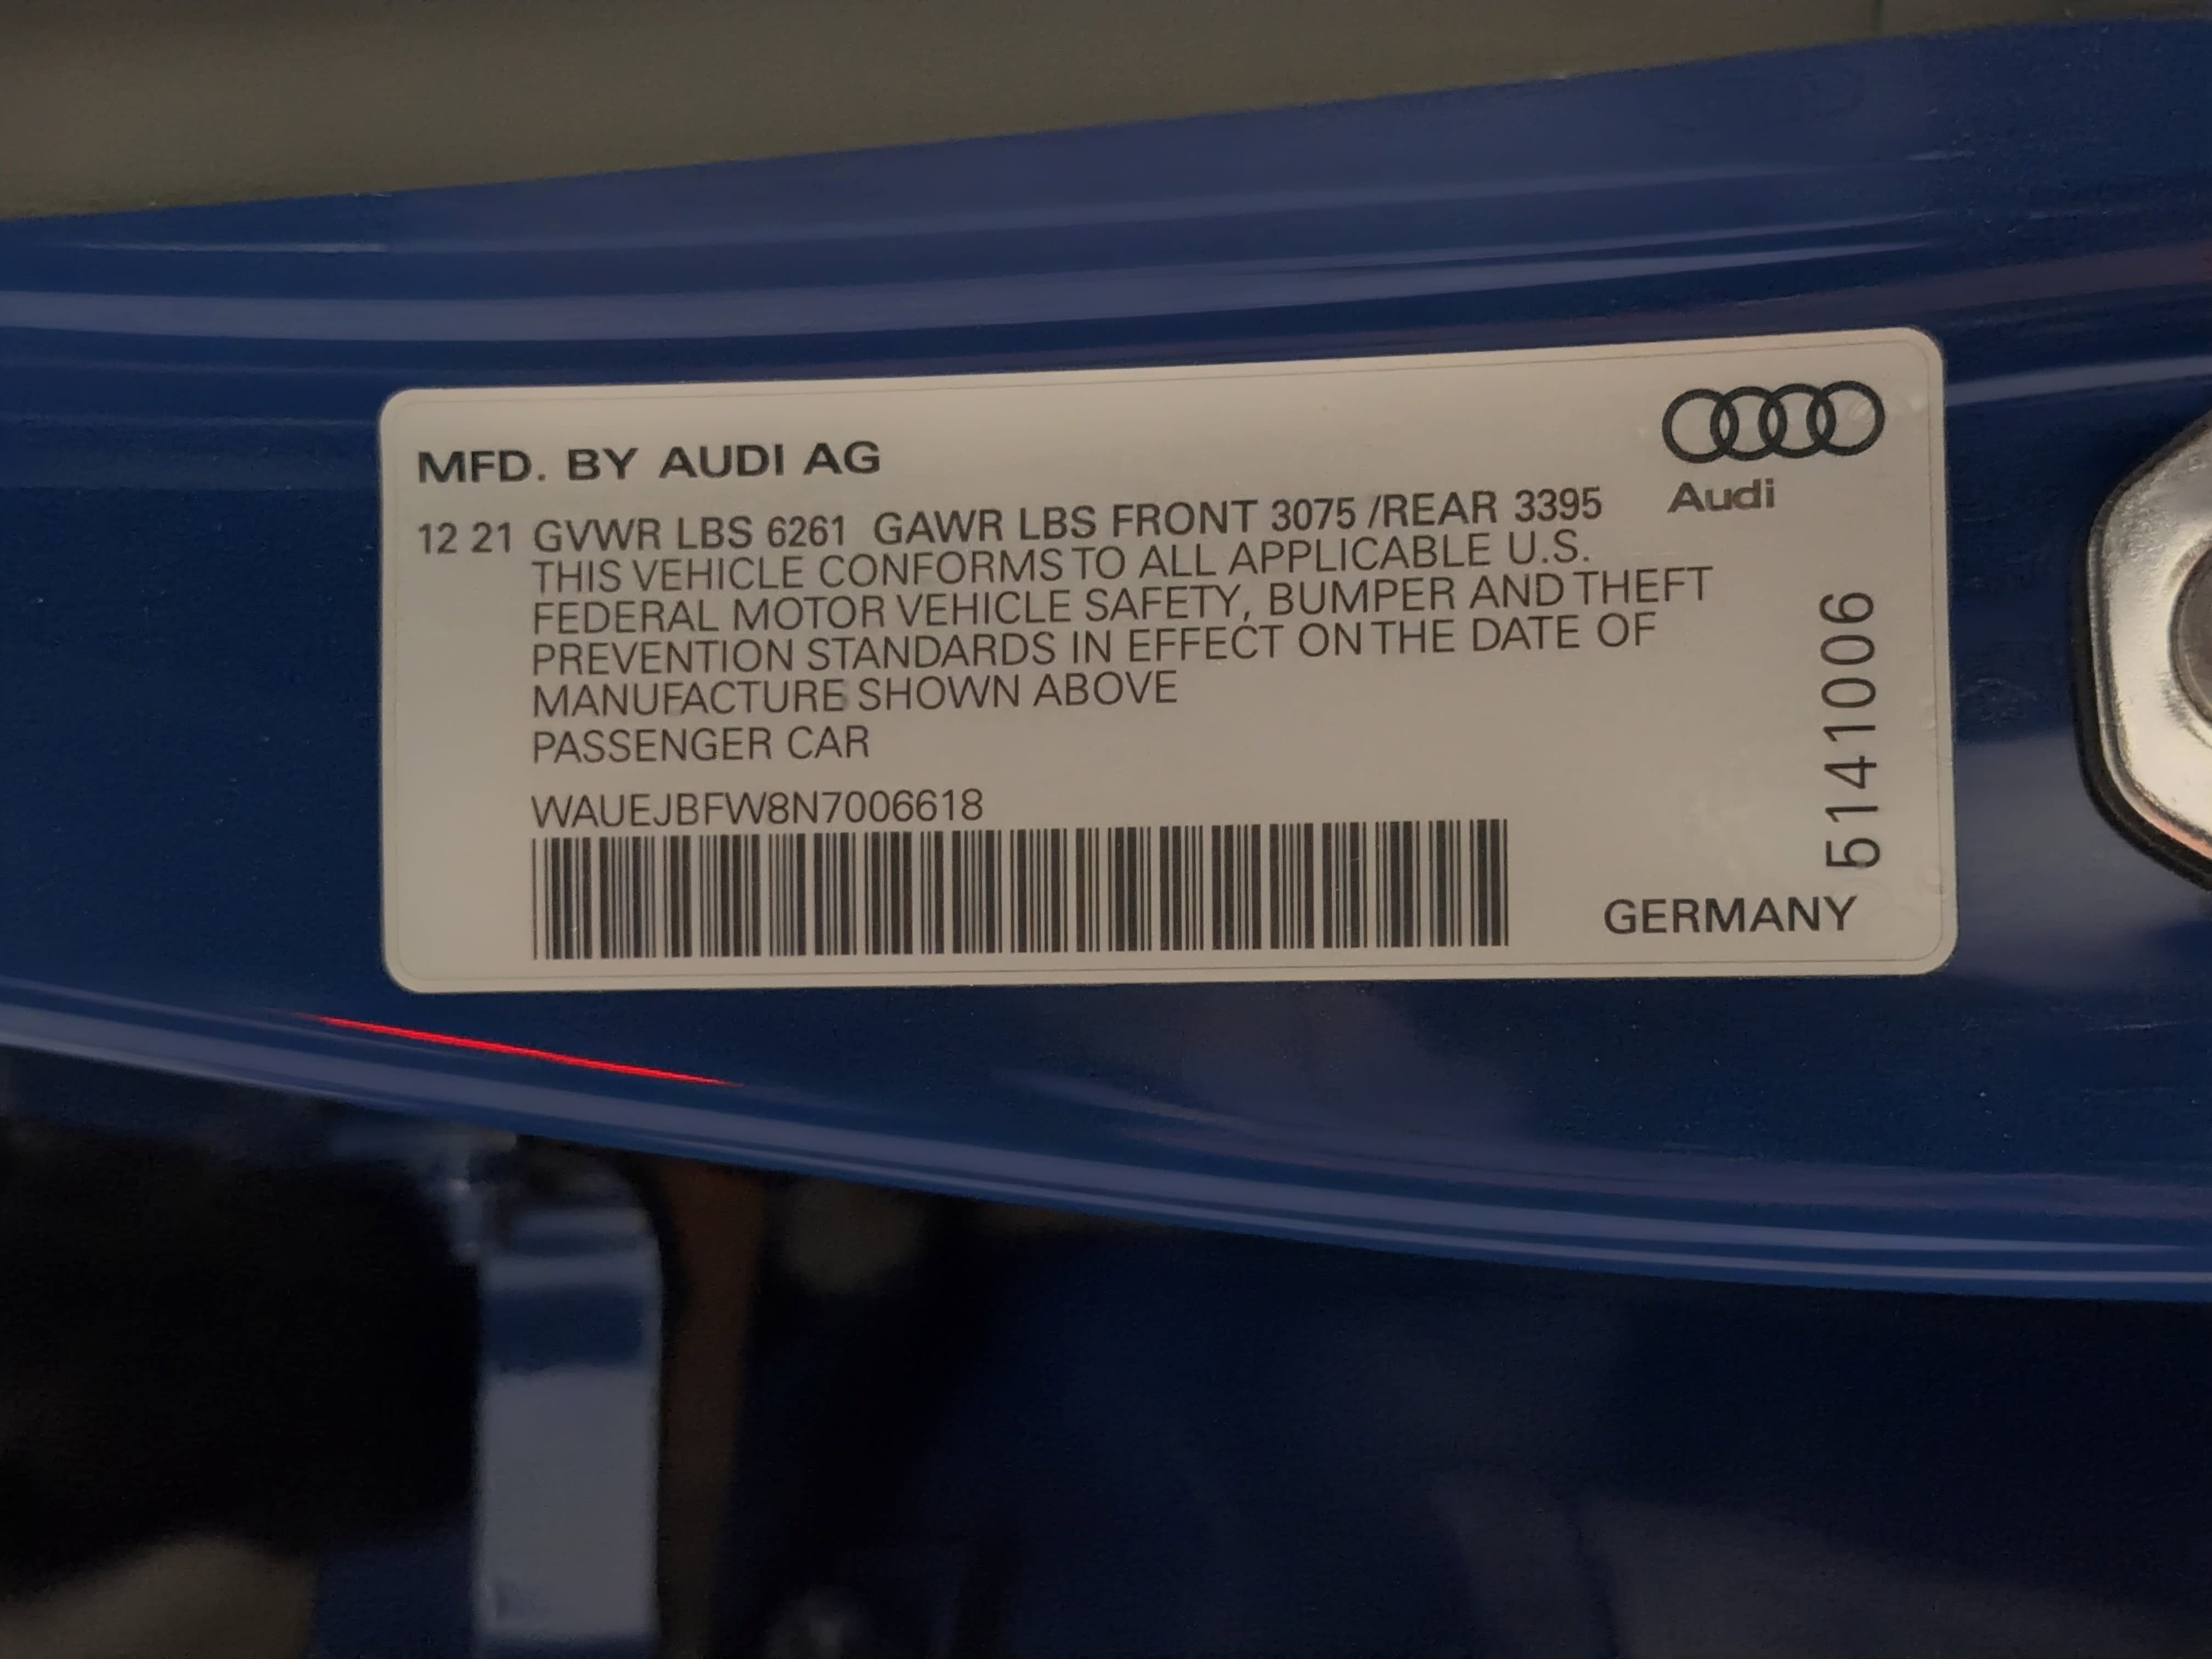 MFD. BY AUDI AG
Audi
12 21 GVWR LBS 6261 GAWR LBS FRONT 3075 /REAR 3395
THIS VEHICLE CONFORMS TO ALL APPLICABLE U.S.
FEDERAL MOTOR VEHICLE SAFETY, BUMPER AND THEFT
PREVENTION STANDARDS IN EFFECT ON THE DATE OF
MANUFACTURE SHOWN ABOVE
PASSENGER CAR
WAUEJBFW8N7006618
5141006
GERMANY